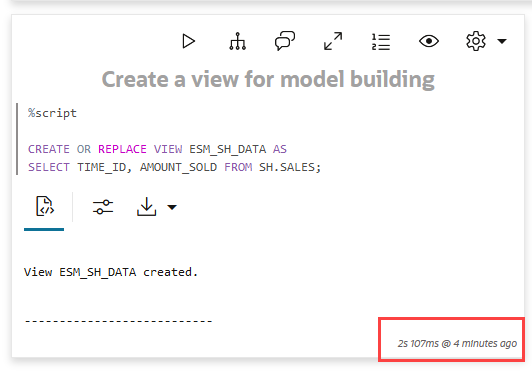 Create a view for model building
%script
CREATE OR REPLACE VIEW ESM_SH_DATA AS
SELECT TIME_ID, AMOUNT_SOLD FROM SH.SALES;
View ESM_SH_DATA created.
---------------------------
2s 107ms @ 4 minutes ago